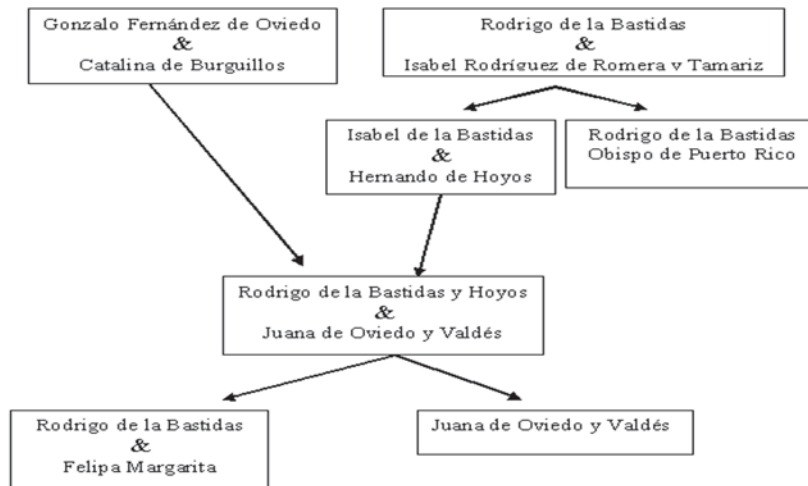 Gonzalo Fernández de Oviedo
&
Catalina de Burguillos
Rodrigo de la Bastidas
&
Isabel Rodríguez de Romera y Tamariz
Isabel de la Bastidas
&
Hernando de Hoyos
Rodrigo de la Bastidas
Obispo de Puerto Rico
Rodrigo de la Bastidas y Hoyos
&
Juana de Oviedo y Valdés
Rodrigo de la Bastidas
&
Felipa Margarita
Juana de Oviedo y Valdés